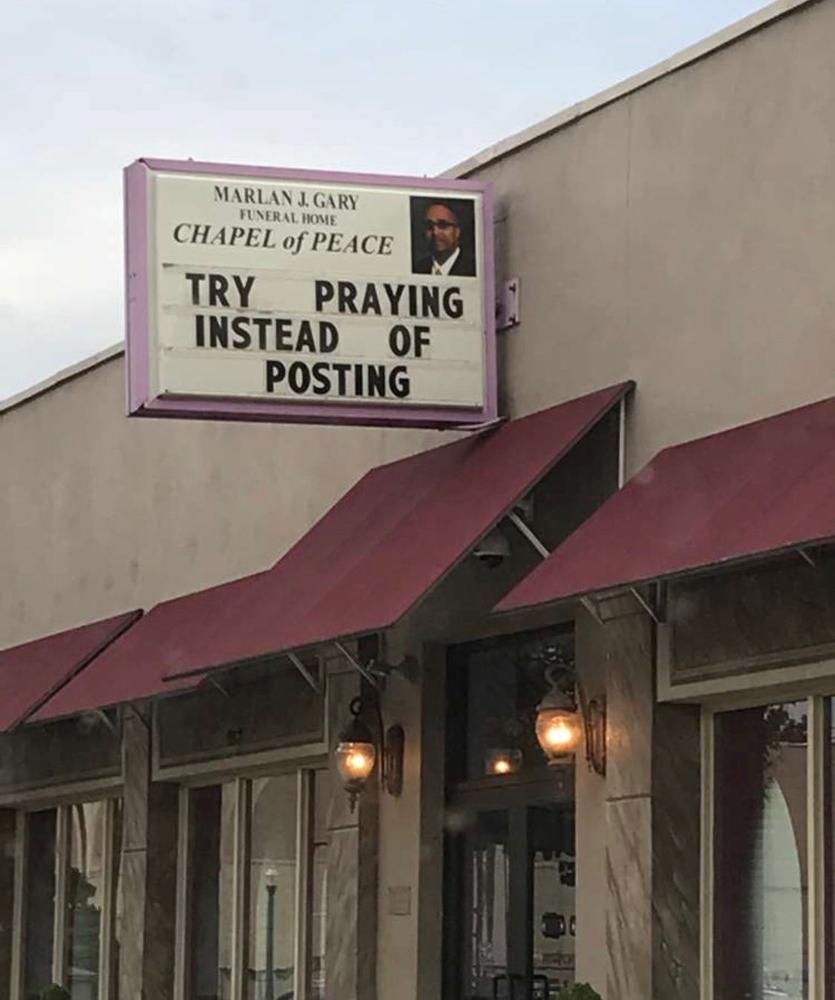 MARLAN J. GARY
FUNERAL HOME
CHAPEL of PEACE
TRY PRAYING
INSTEAD OF
POSTING